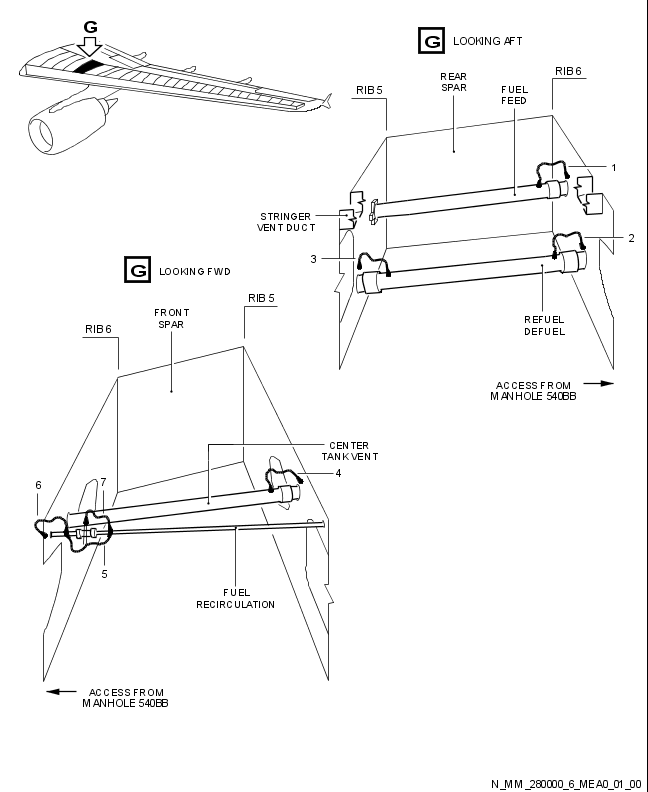 G
G LOOKING AFT
RIB 5
REAR
SPAR
FUEL
FEED
RIB 6
1
STRINGER
VENT DUCT
2
3
REFUEL
DEFUEL
ACCESS FROM
MANHOLE 540BB
G LOOKING FWD
RIB 6
FRONT
SPAR
RIB 5
CENTER
TANK VENT
4
6
7
5
FUEL
RECIRCULATION
ACCESS FROM
MANHOLE 540BB
N_MM_280000_6_MEA0_01_00